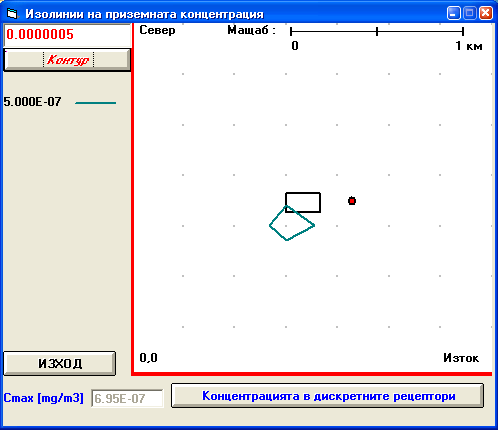 Изолинии на приземната концентрация
0.0000005
Север
Мащаб :
0
1 км
Контур
5.000E-07
0,0
Изток
ИЗХОД
Cmax [mg/m3]
6.95E-07
Концентрацията в дискретните рецептори